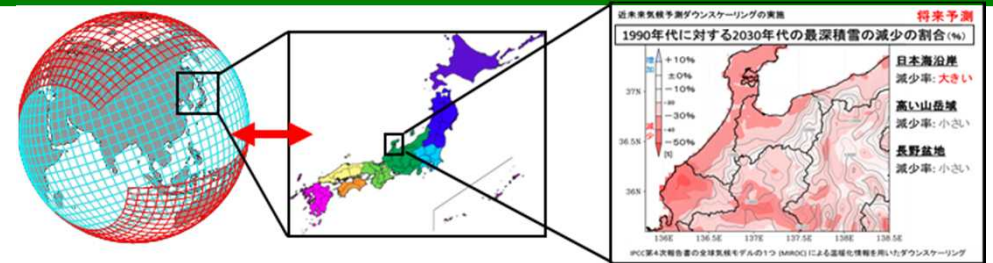 近未来気候予測ダウンスケーリングの実施
将来予測
1990年代に対する2030年代の最深積雪の減少の割合(%)
増加
+10%
±0%
-10%
-20
-30%
-40
-50%
[%]
減少
37N
36.5N
36N
136E 136.5E 137E 137.5E 138E 138.5E
日本海沿岸
減少率: 大きい
高い山岳域
減少率: 小さい
長野盆地
減少率: 小さい
IPCC第4次報告書の全球気候モデルの1つ (MIROC) による温暖化情報を用いたダウンスケーリング